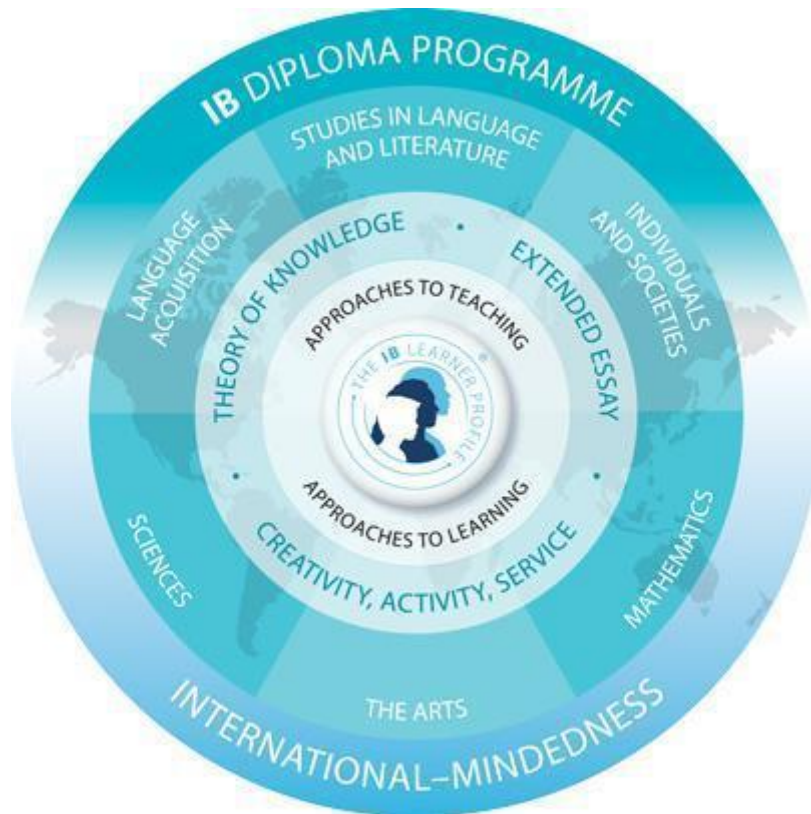 IB DIPLOMA PROGRAMME
STUDIES IN LANGUAGE
AND LITERATURE
LANGUAGE
ACQUISITION
INDIVIDUALS
AND SOCIETIES
THEORY OF KNOWLEDGE
·
EXTENDED ESSAY
APPROACHES TO TEACHING
THE IB LEARNER PROFILE
®
APPROACHES TO LEARNING
·
CREATIVITY, ACTIVITY, SERVICE
·
SCIENCES
MATHEMATICS
THE ARTS
INTERNATIONAL–MINDEDNESS